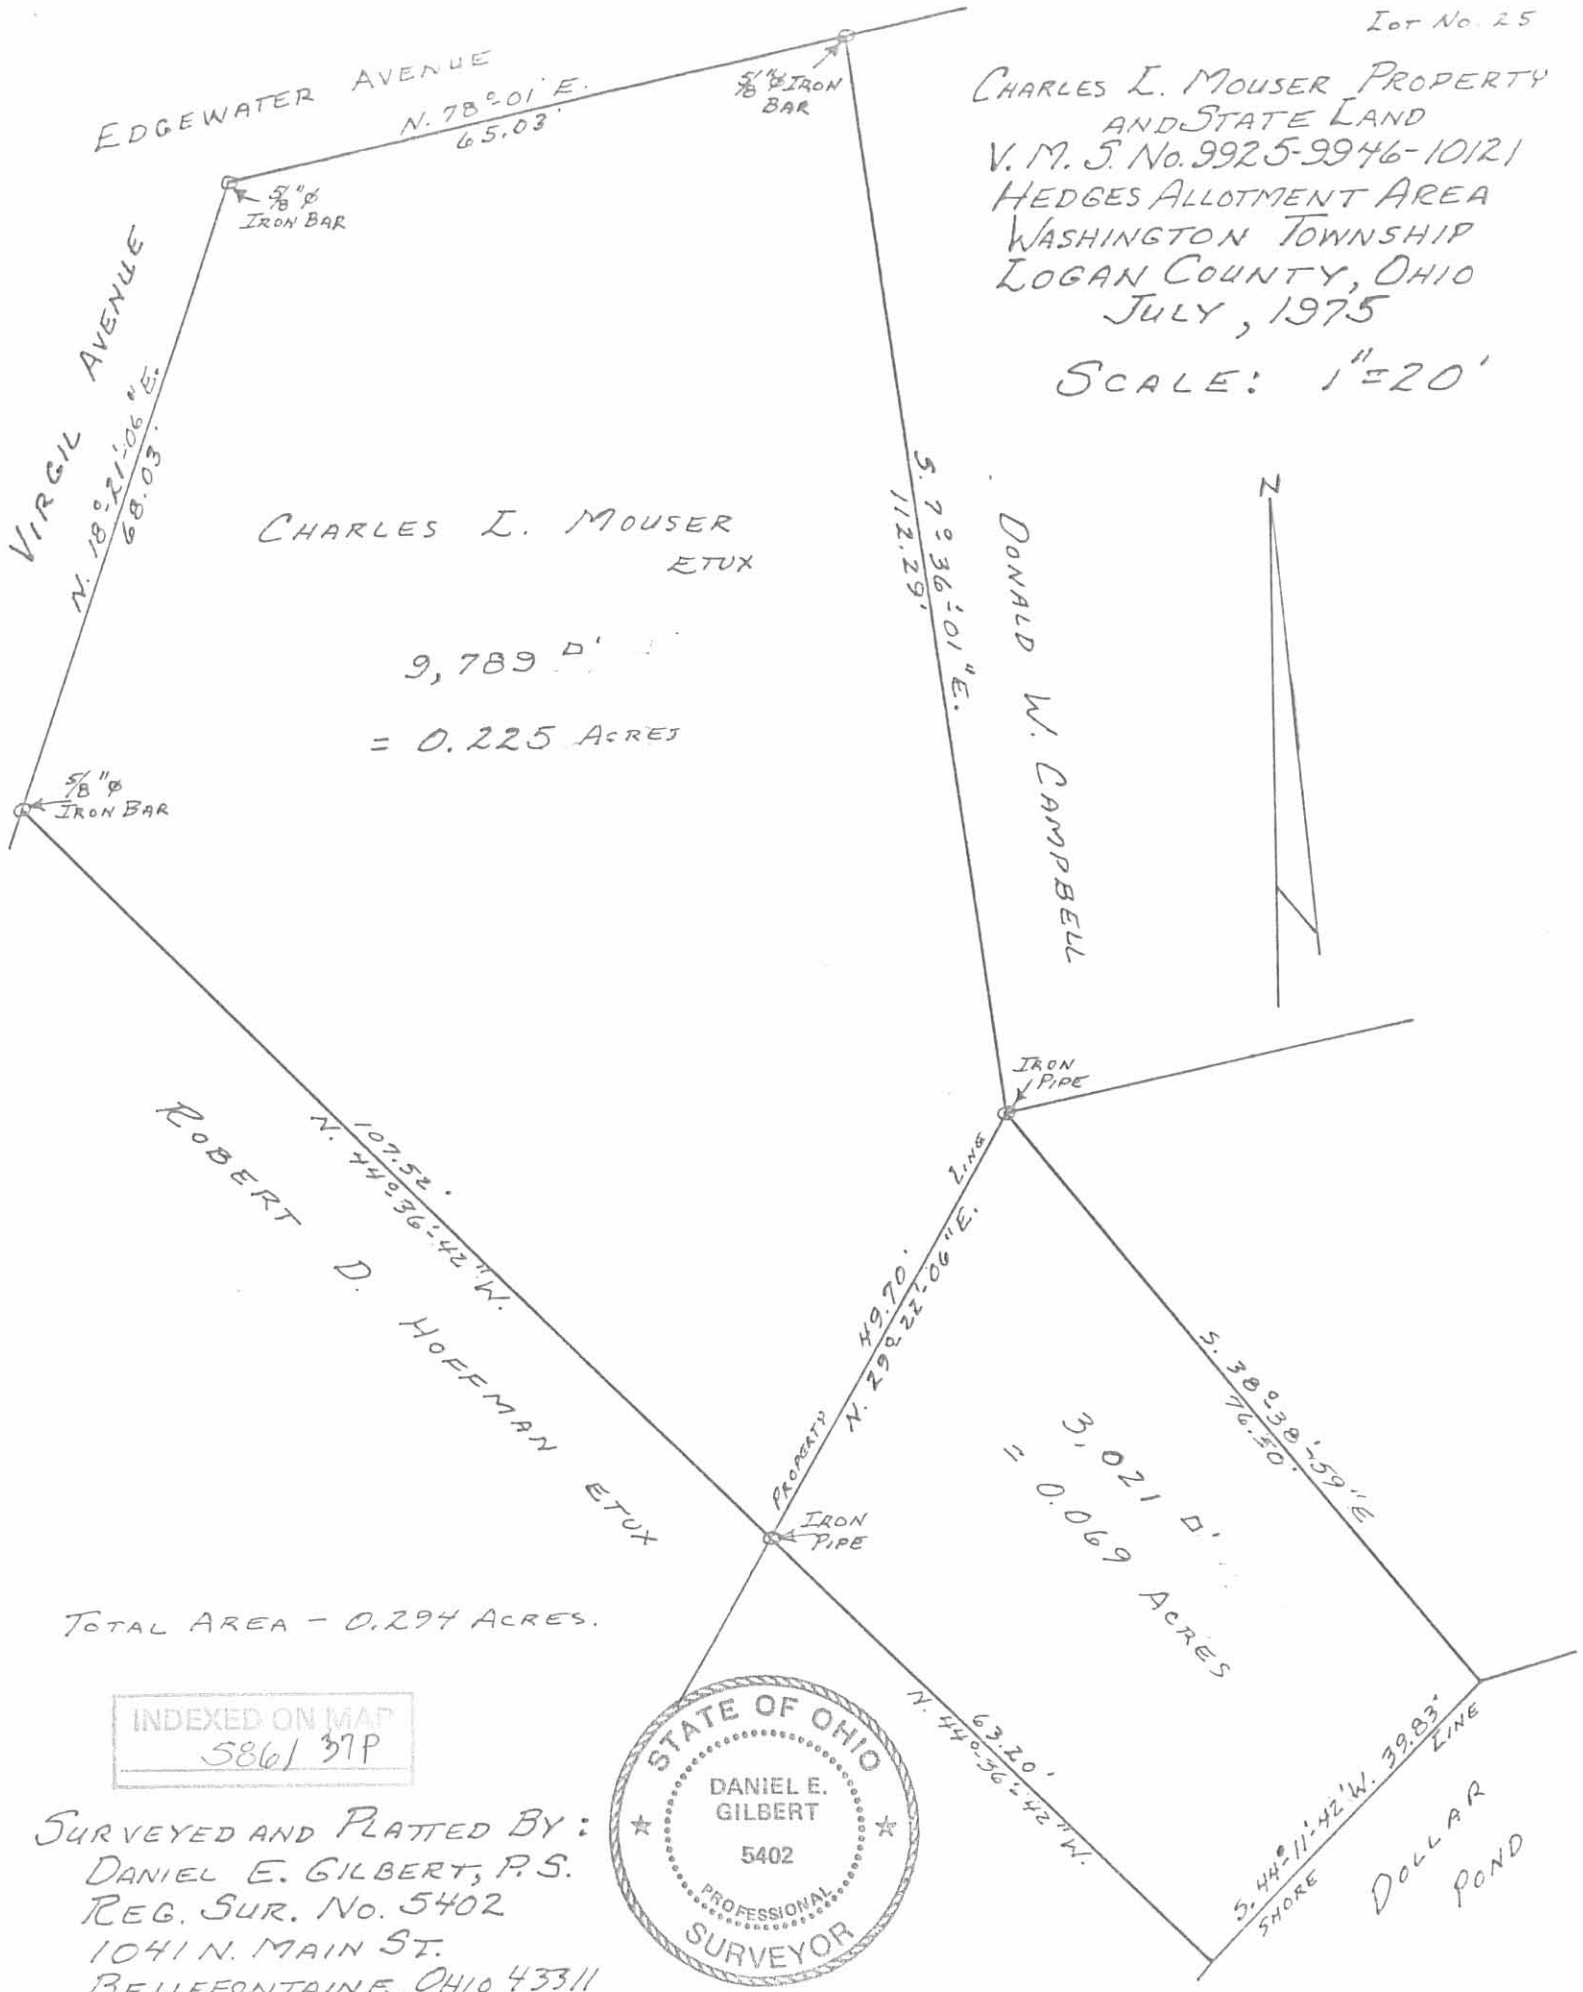 Lot No. 25
CHARLES L. MOUSER PROPERTY
AND STATE LAND
V. M. S. No. 9925-9946-10121
HEDGES ALLOTMENT AREA
WASHINGTON TOWNSHIP
LOGAN COUNTY, OHIO
JULY, 1975
SCALE: 1"=20'
EDGEWATER AVENUE
N. 78°-01' E.
65.03'
5/8"⌀ IRON
BAR
5/8"⌀
IRON BAR
VIRGIL AVENUE
N. 18°-21'-06"E.
68.03'
CHARLES L. MOUSER
ETUX
9,789 □'
= 0.225 ACRES
S. 7°-36'-01"E.
112.29'
DONALD W. CAMPBELL
N
5/8"⌀
IRON BAR
IRON
PIPE
ROBERT D. HOFFMAN ETUX
107.52'
N. 44°-36'-42"W.
PROPERTY LINE
49.70'
N. 29°-22'-06"E.
S. 38°-38'-59"E
76.50'
3,021 □'
= 0.069 ACRES
IRON
PIPE
TOTAL AREA - 0.294 ACRES.
63.20'
N. 44°-36'-42"W.
S. 44°-11'-42"W. 39.83'
SHORE LINE
DOLLAR
POND
INDEXED ON MAP
5861 37P
STATE OF OHIO
DANIEL E.
GILBERT
5402
PROFESSIONAL
SURVEYOR
SURVEYED AND PLATTED BY:
DANIEL E. GILBERT, P.S.
REG. SUR. NO. 5402
1041 N. MAIN ST.
BELLEFONTAINE OHIO 43311